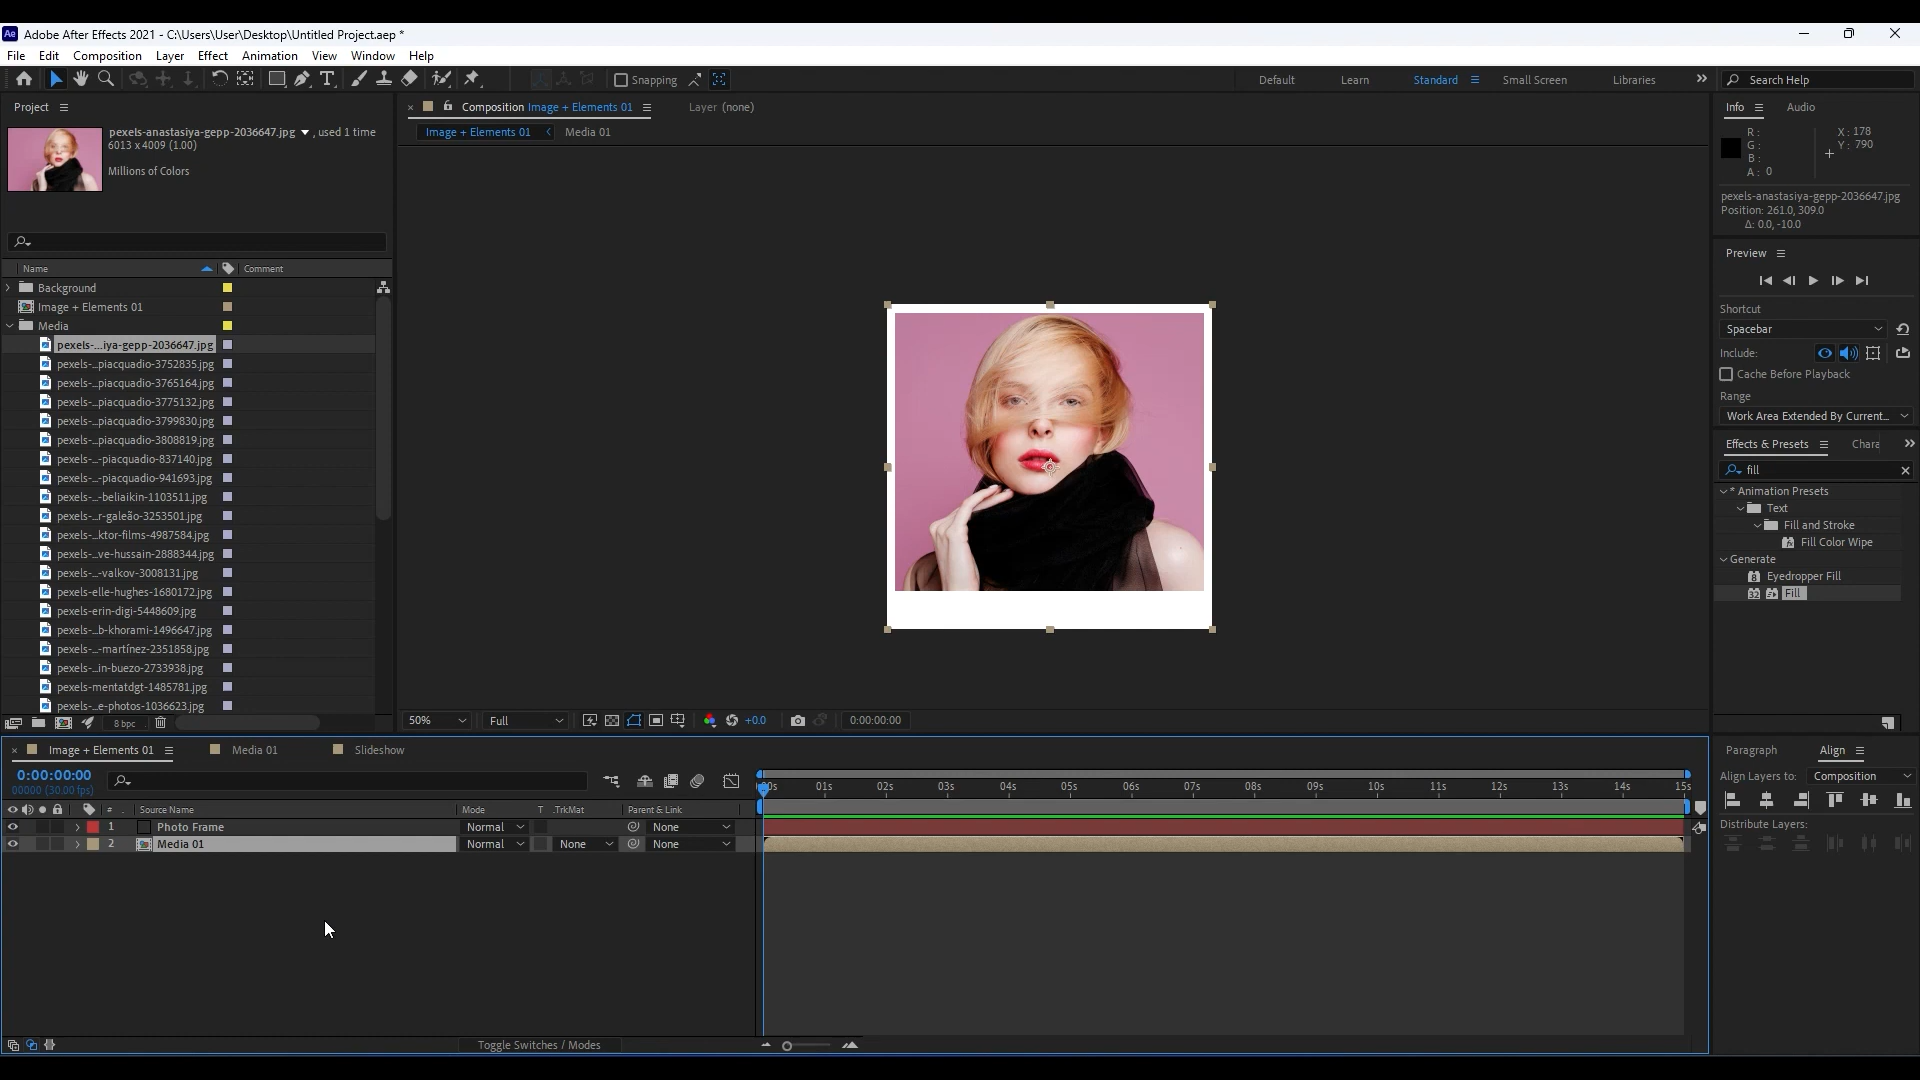 Adobe After Effects 2021 - C:\Users\User\Desktop\Untitled Project.aep *
File Edit Composition Layer Effect Animation View Window Help
Snapping
Default Learn Standard Small Screen Libraries Search Help
Project
pexels-anastasiya-gepp-2036647.jpg , used 1 time
6013 x 4009 (1.00)
Millions of Colors
Name Comment
Background
Image + Elements 01
Media
pexels-...iya-gepp-2036647.jpg
pexels-...piacquadio-3752835.jpg
pexels-...piacquadio-3765164.jpg
pexels-...piacquadio-3775132.jpg
pexels-...piacquadio-3799830.jpg
pexels-...piacquadio-3808819.jpg
pexels-...-piacquadio-837140.jpg
pexels-...-piacquadio-941693.jpg
pexels-...-beliaikin-1103511.jpg
pexels-...r-galeão-3253501.jpg
pexels-...ktor-films-4987584.jpg
pexels-...ve-hussain-2888344.jpg
pexels-...-valkov-3008131.jpg
pexels-elle-hughes-1680172.jpg
pexels-erin-digi-5448609.jpg
pexels-...b-khorami-1496647.jpg
pexels-...-martínez-2351858.jpg
pexels-...in-buezo-2733938.jpg
pexels-mentatdgt-1485781.jpg
pexels-...e-photos-1036623.jpg
8 bpc
Composition Image + Elements 01 Layer (none)
Image + Elements 01 Media 01
50% Full +0.0 0:00:00:00
Info Audio
R :
G :
B :
A : 0
X : 178
Y : 790
pexels-anastasiya-gepp-2036647.jpg
Position: 261.0, 309.0
Δ: 0.0, -10.0
Preview
Shortcut
Spacebar
Include:
Cache Before Playback
Range
Work Area Extended By Current...
Effects & Presets Chara
fill
* Animation Presets
Text
Fill and Stroke
Fill Color Wipe
Generate
Eyedropper Fill
32 Fill
Image + Elements 01 Media 01 Slideshow
0:00:00:00
00000 (30.00 fps)
# Source Name Mode T .TrkMat Parent & Link
1 Photo Frame Normal None
2 Media 01 Normal None None
00s 01s 02s 03s 04s 05s 06s 07s 08s 09s 10s 11s 12s 13s 14s 15s
Toggle Switches / Modes
Paragraph Align
Align Layers to: Composition
Distribute Layers: